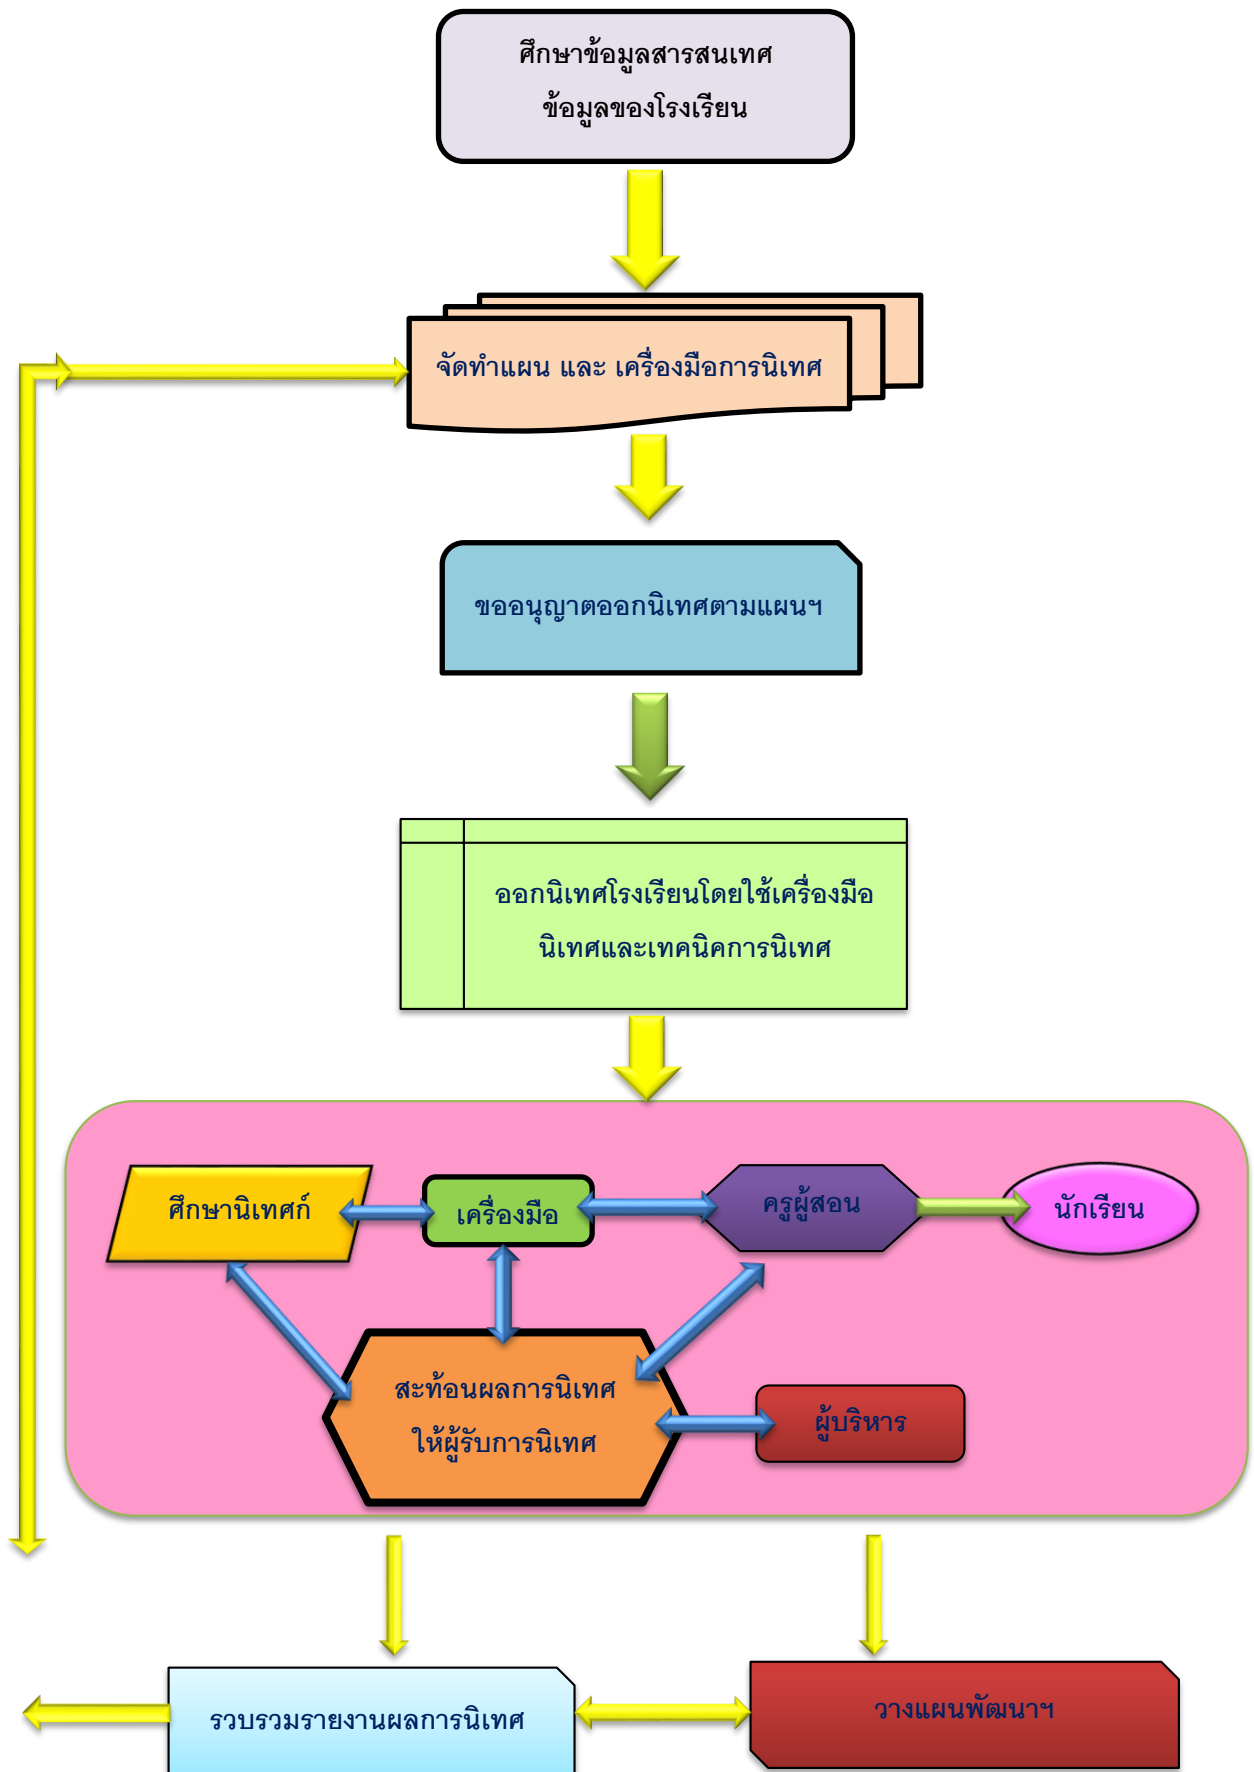 ศึกษาข้อมูลสารสนเทศ
ข้อมูลของโรงเรียน
จัดทำแผน และ เครื่องมือการนิเทศ
ขออนุญาตออกนิเทศตามแผนฯ
ออกนิเทศโรงเรียนโดยใช้เครื่องมือ
นิเทศและเทคนิคการนิเทศ
ศึกษานิเทศก์
เครื่องมือ
ครูผู้สอน
นักเรียน
สะท้อนผลการนิเทศ
ให้ผู้รับการนิเทศ
ผู้บริหาร
รวบรวมรายงานผลการนิเทศ
วางแผนพัฒนาฯ